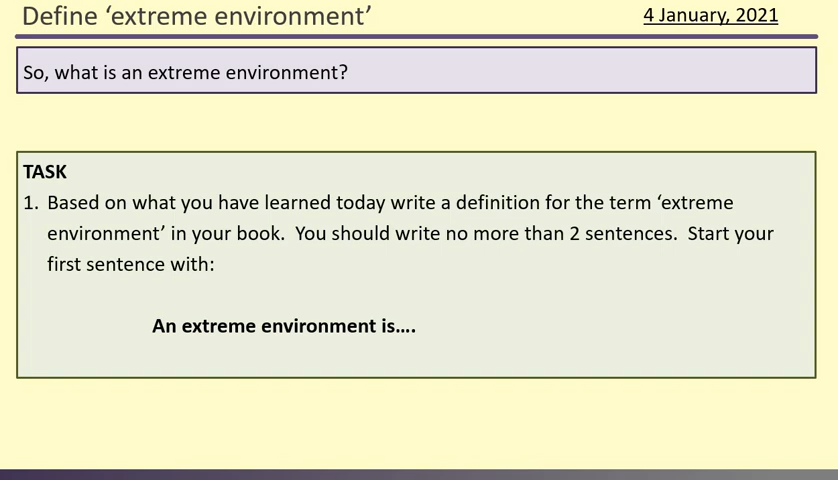 Define ‘extreme environment’
4 January, 2021
So, what is an extreme environment?
TASK
1. Based on what you have learned today write a definition for the term ‘extreme
environment’ in your book. You should write no more than 2 sentences. Start your
first sentence with:
An extreme environment is….